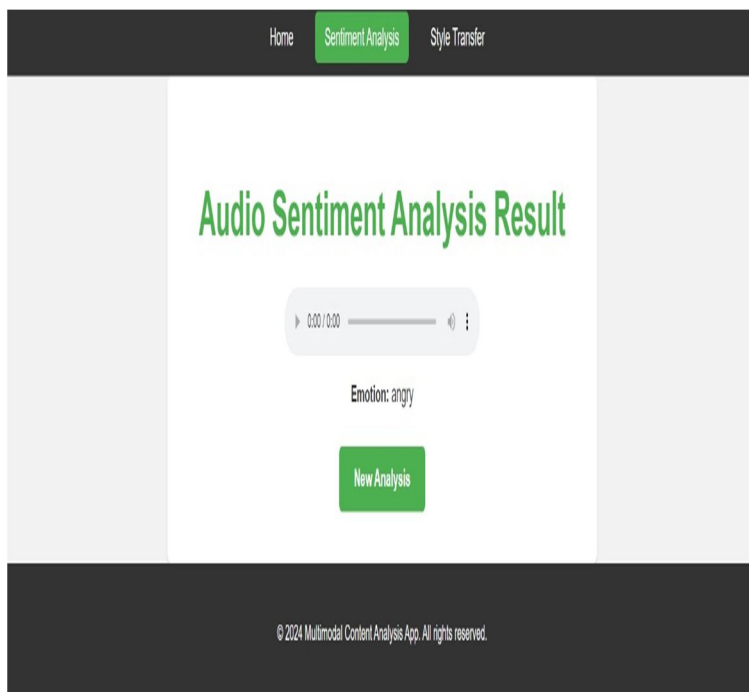 Home Sentiment Analysis Style Transfer
Audio Sentiment Analysis Result
0:00 / 0:00
Emotion: angry
New Analysis
© 2024 Multimodal Content Analysis App. All rights reserved.